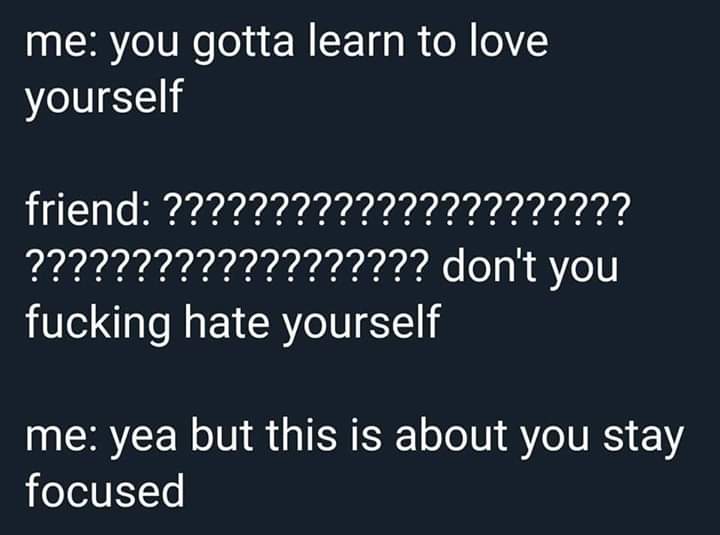 me: you gotta learn to love
yourself
friend: ??????????????????????
??????????????????? don't you
fucking hate yourself
me: yea but this is about you stay
focused